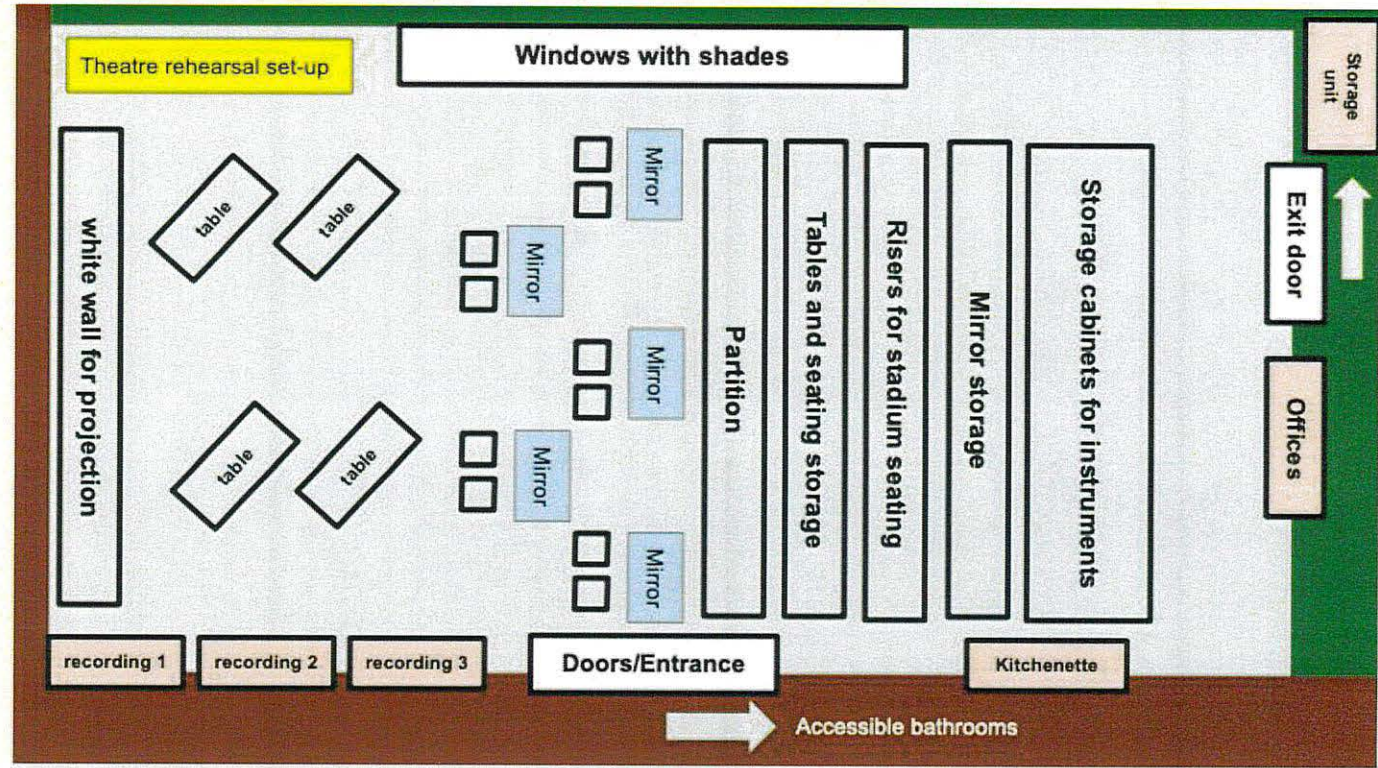 Theatre rehearsal set-up
Windows with shades
Storage
unit
white wall for projection
table
table
table
table
Mirror
Mirror
Mirror
Mirror
Mirror
Partition
Tables and seating storage
Risers for stadium seating
Mirror storage
Storage cabinets for instruments
Exit door
Offices
recording 1
recording 2
recording 3
Doors/Entrance
Kitchenette
Accessible bathrooms